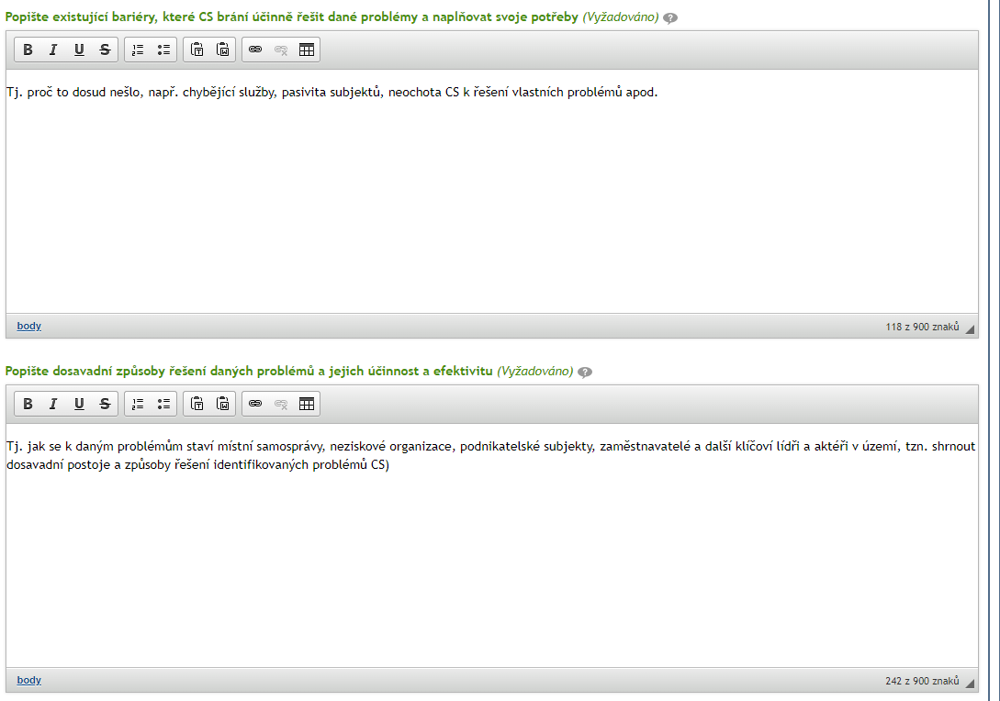 Popište existující bariéry, které CS brání účinně řešit dané problémy a naplňovat svoje potřeby (Vyžadováno) ?
B I U S
Tj. proč to dosud nešlo, např. chybějící služby, pasivita subjektů, neochota CS k řešení vlastních problémů apod.
body 118 z 900 znaků
Popište dosavadní způsoby řešení daných problémů a jejich účinnost a efektivitu (Vyžadováno) ?
B I U S
Tj. jak se k daným problémům staví místní samosprávy, neziskové organizace, podnikatelské subjekty, zaměstnavatelé a další klíčoví lídři a aktéři v území, tzn. shrnout
dosavadní postoje a způsoby řešení identifikovaných problémů CS)
body 242 z 900 znaků